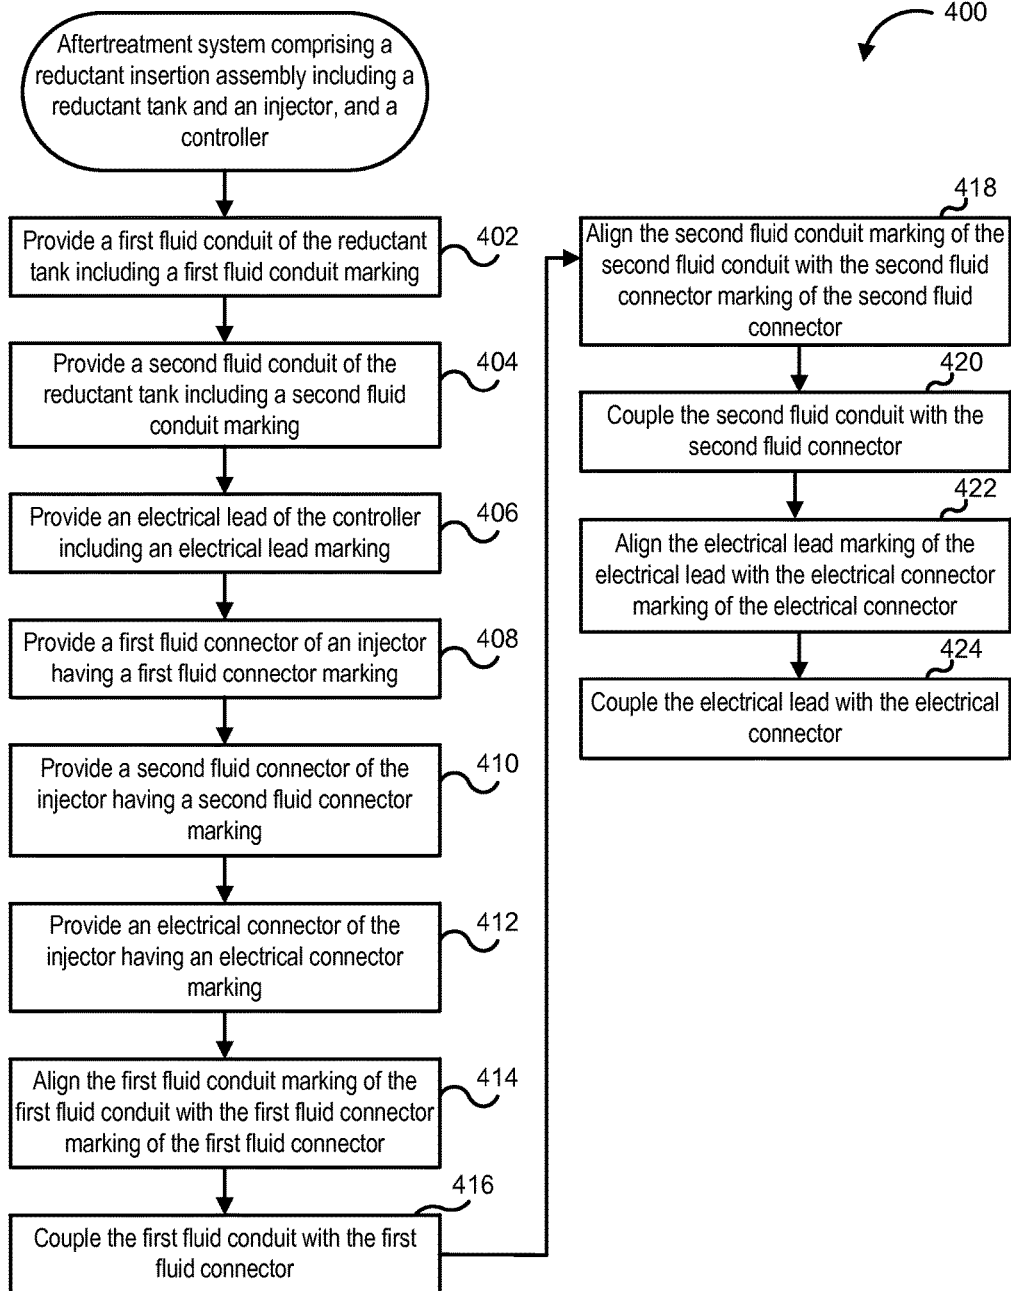 400
Aftertreatment system comprising a
reductant insertion assembly including a
reductant tank and an injector, and a
controller
Provide a first fluid conduit of the reductant
tank including a first fluid conduit marking
402
Provide a second fluid conduit of the
reductant tank including a second fluid
conduit marking
404
Provide an electrical lead of the controller
including an electrical lead marking
406
Provide a first fluid connector of an injector
having a first fluid connector marking
408
Provide a second fluid connector of the
injector having a second fluid connector
marking
410
Provide an electrical connector of the
injector having an electrical connector
marking
412
Align the first fluid conduit marking of the
first fluid conduit with the first fluid connector
marking of the first fluid connector
414
416
Couple the first fluid conduit with the first
fluid connector
418
Align the second fluid conduit marking of the
second fluid conduit with the second fluid
connector marking of the second fluid
connector
420
Couple the second fluid conduit with the
second fluid connector
422
Align the electrical lead marking of the
electrical lead with the electrical connector
marking of the electrical connector
424
Couple the electrical lead with the electrical
connector